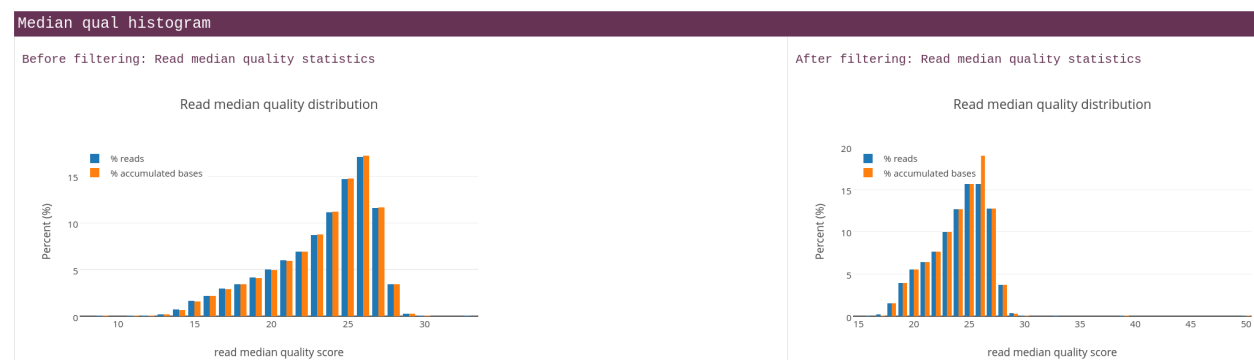 Median qual histogram
Before filtering: Read median quality statistics
Read median quality distribution
% reads
% accumulated bases
15
10
5
0
Percent (%)
10 15 20 25 30
read median quality score
After filtering: Read median quality statistics
Read median quality distribution
% reads
% accumulated bases
20
15
10
5
0
Percent (%)
15 20 25 30 35 40 45 50
read median quality score